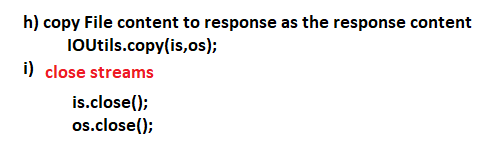 h) copy File content to response as the response content
IOUtils.copy(is,os);
i) close streams
is.close();
os.close();